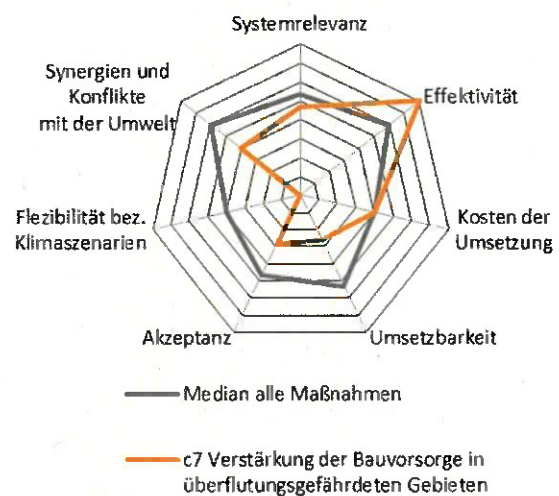 Systemrelevanz
Synergien und
Konflikte
mit der Umwelt
Effektivität
Flezibilität bez.
Klimaszenarien
Kosten der
Umsetzung
Akzeptanz
Umsetzbarkeit
Median alle Maßnahmen
c7 Verstärkung der Bauvorsorge in
überflutungsgefährdeten Gebieten